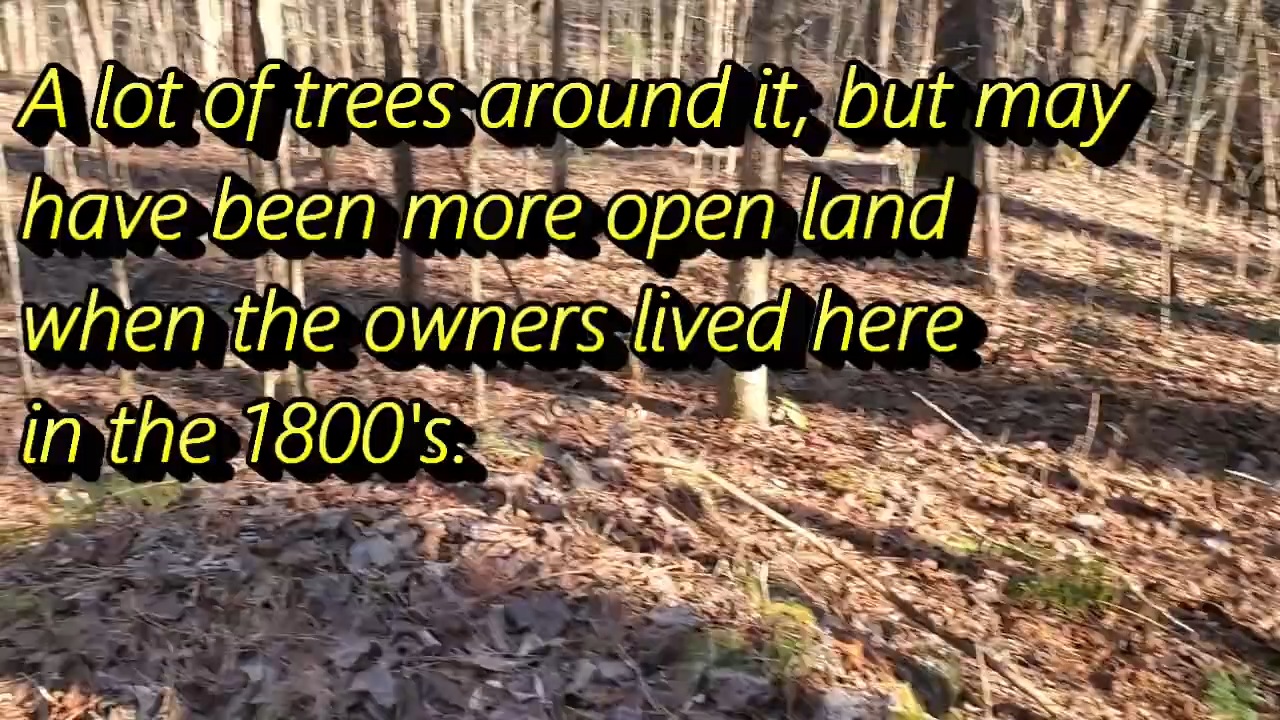 A lot of trees around it, but may
have been more open land
when the owners lived here
in the 1800's.